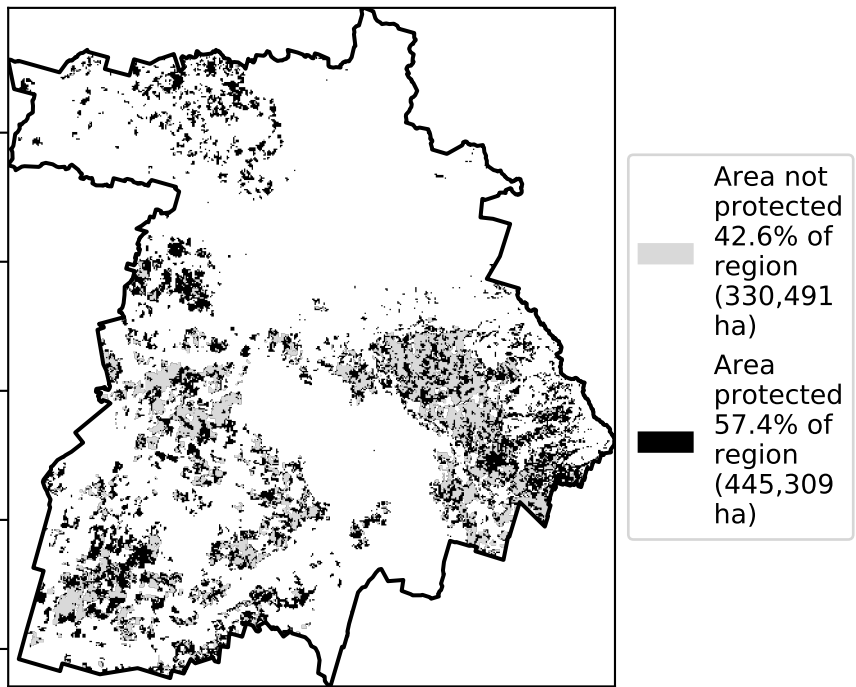 Area not
protected
42.6% of
region
(330,491
ha)
Area
protected
57.4% of
region
(445,309
ha)